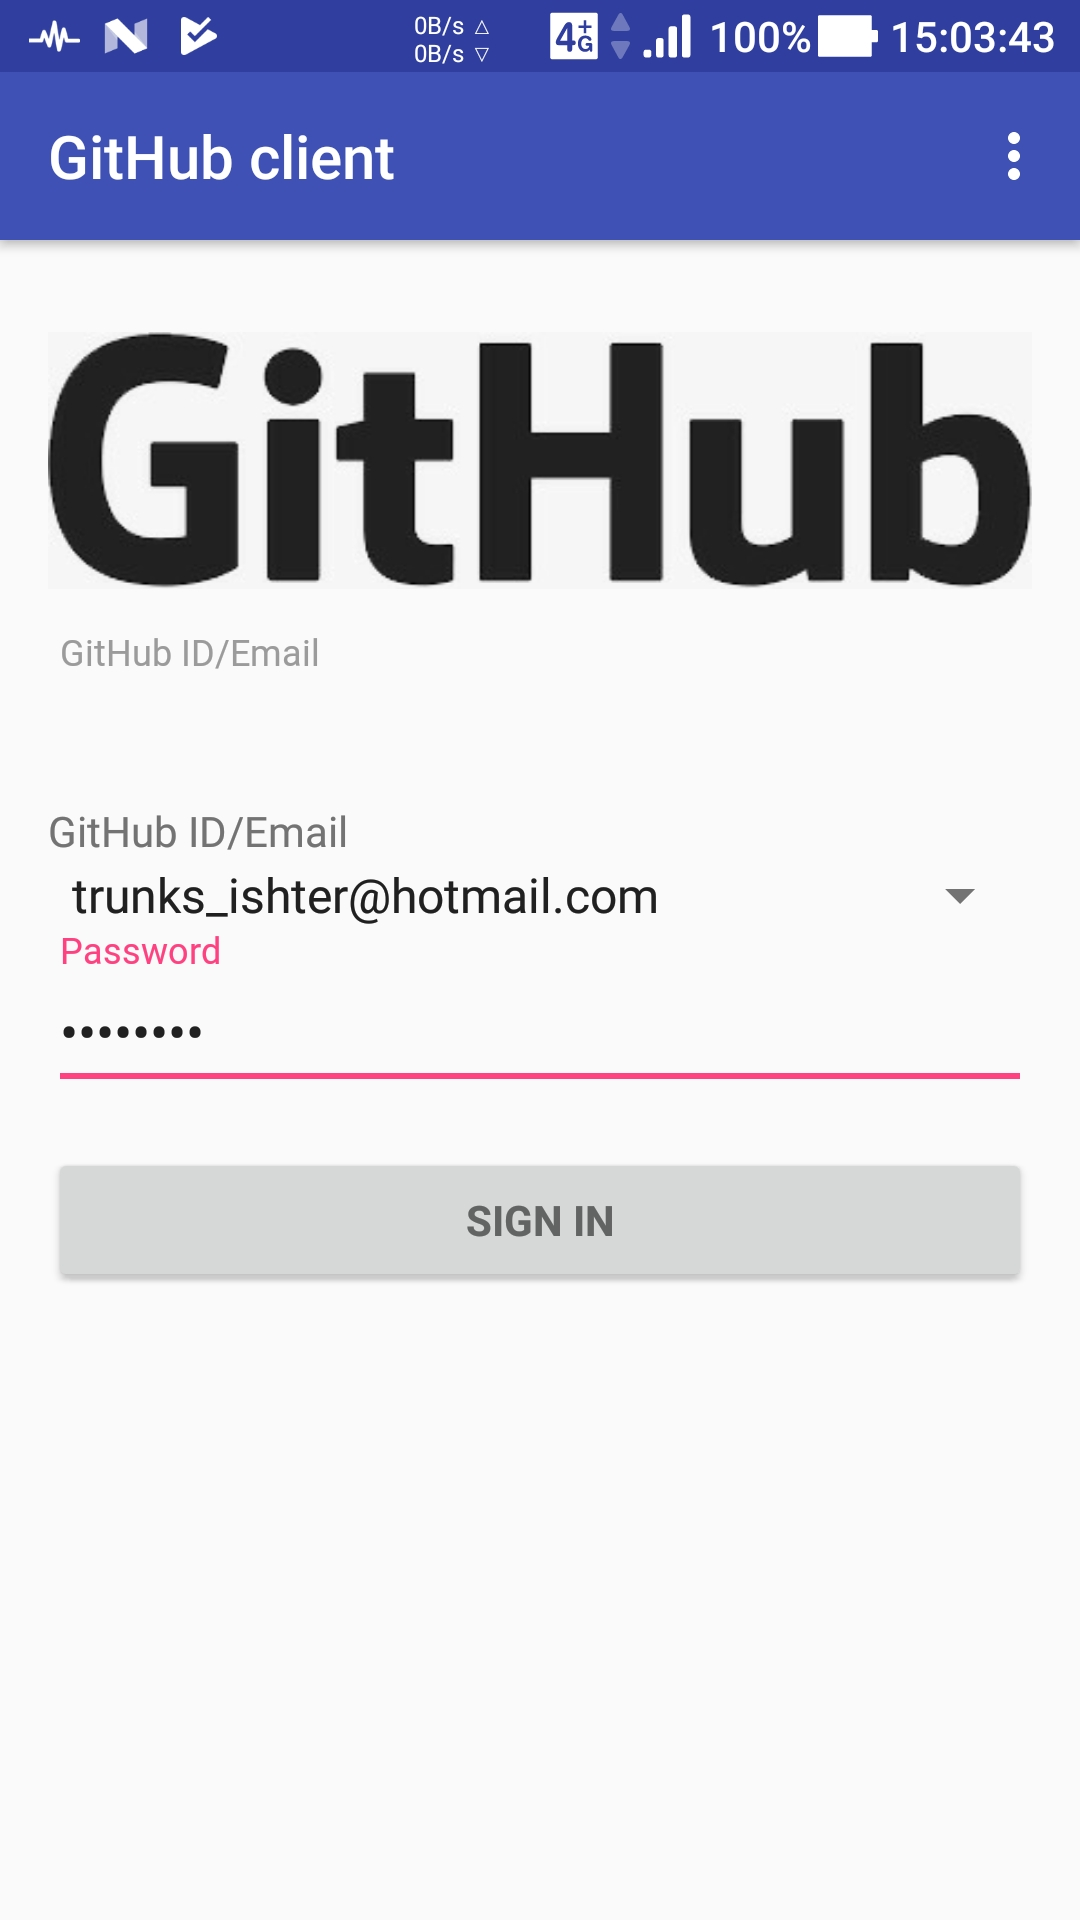 0B/s △
0B/s ▽
4G+ 100% 15:03:43
GitHub client
GitHub
GitHub ID/Email
GitHub ID/Email
trunks_ishter@hotmail.com
Password
••••••••
SIGN IN